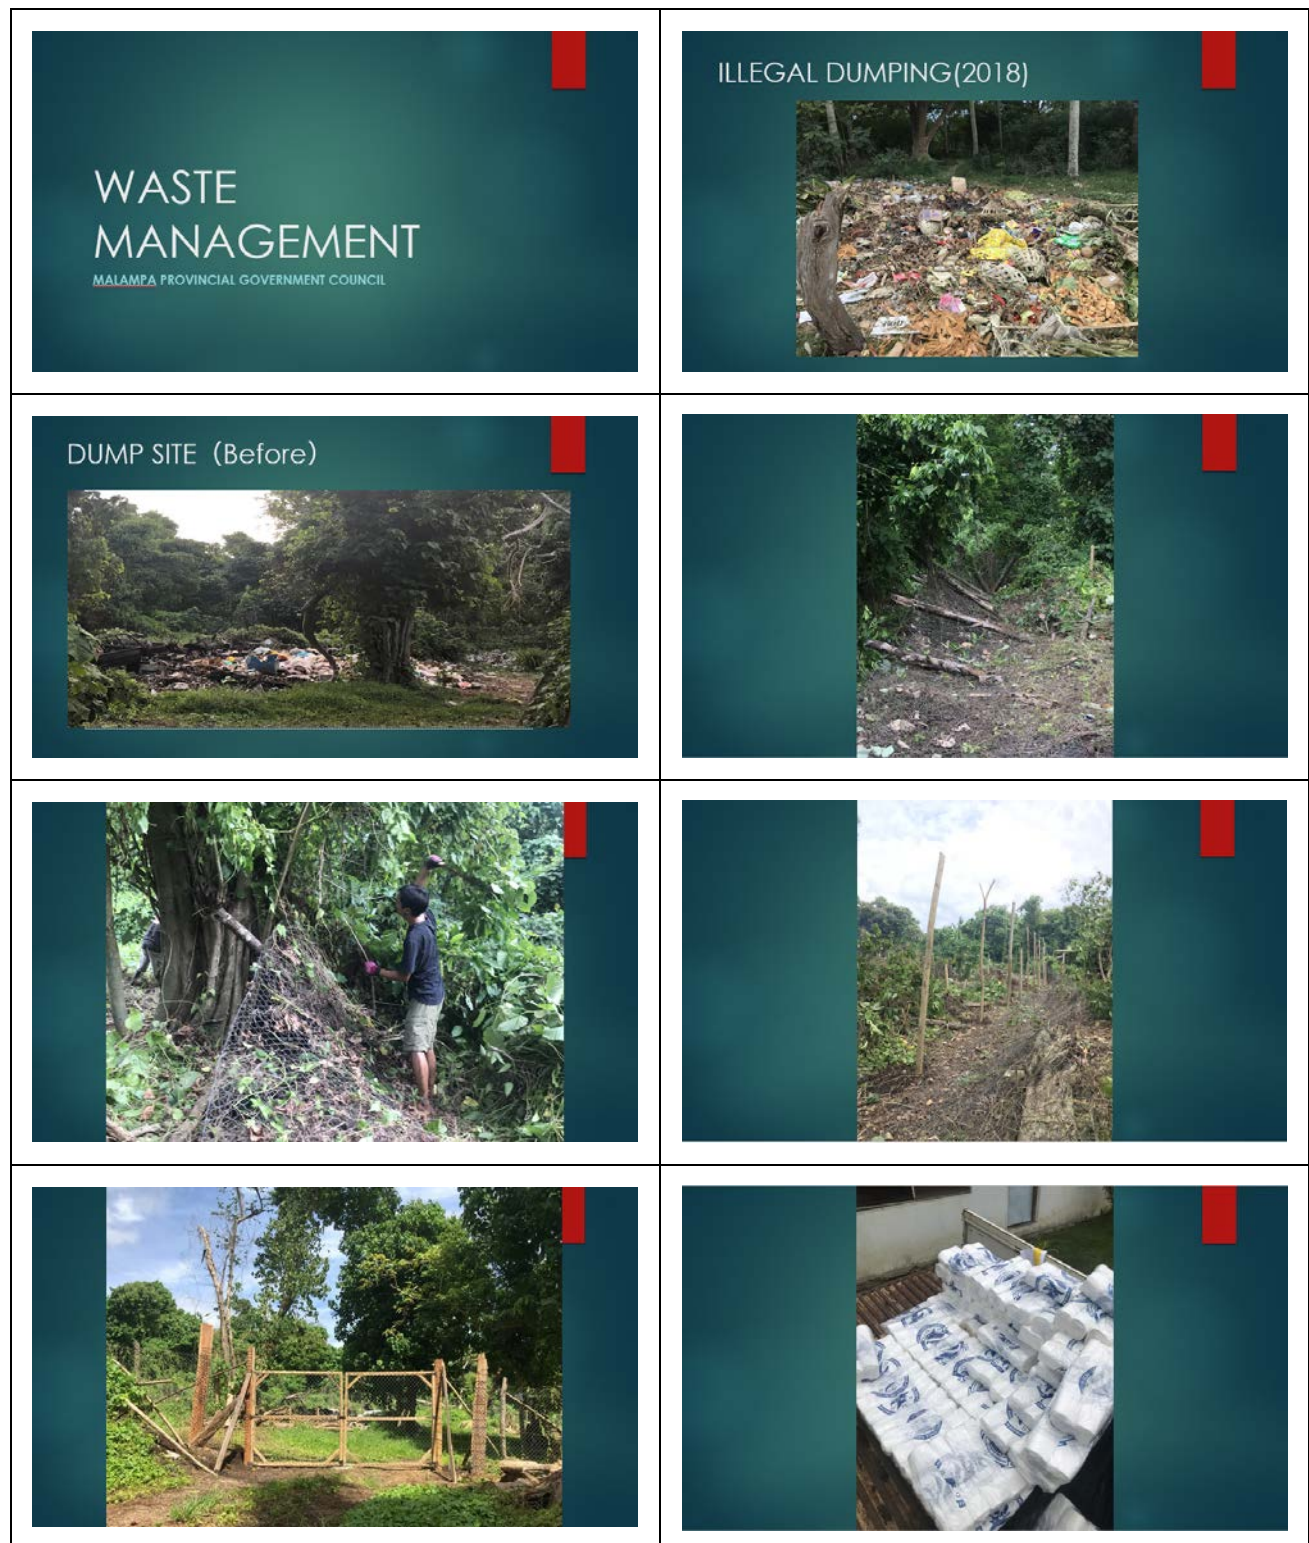 WASTE
MANAGEMENT
MALAMPA PROVINCIAL GOVERNMENT COUNCIL
ILLEGAL DUMPING(2018)
DUMP SITE（Before）